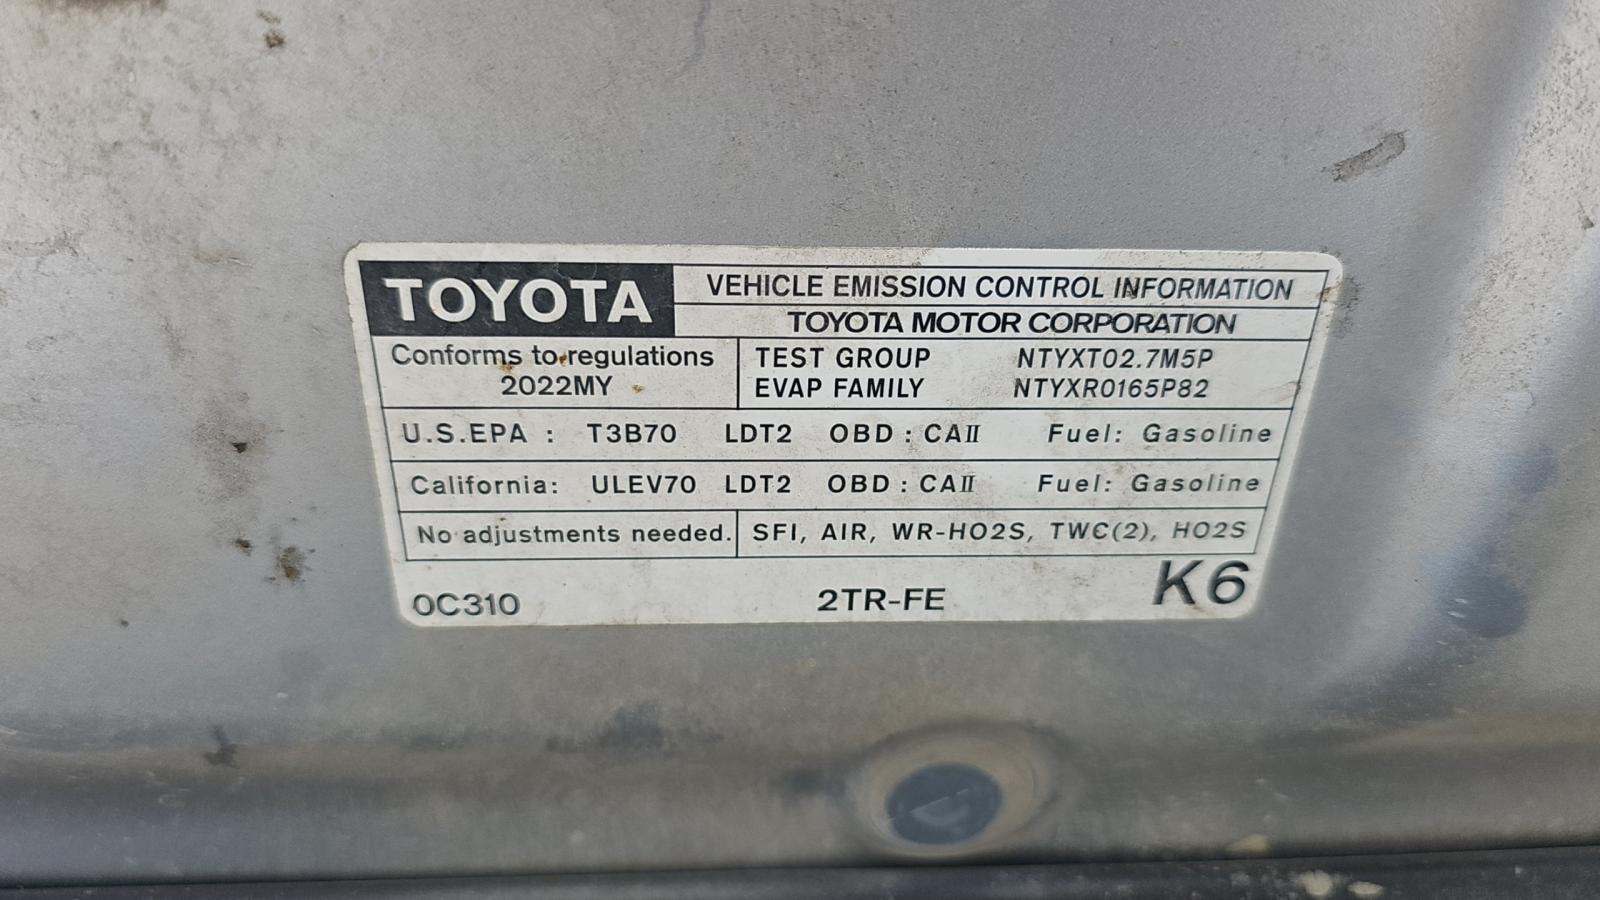 TOYOTA
VEHICLE EMISSION CONTROL INFORMATION
TOYOTA MOTOR CORPORATION
Conforms to regulations
2022MY
TEST GROUP NTYXT02.7M5P
EVAP FAMILY NTYXR0165P82
U.S.EPA : T3B70 LDT2 OBD : CAII Fuel: Gasoline
California: ULEV70 LDT2 OBD : CAII Fuel: Gasoline
No adjustments needed. SFI, AIR, WR-HO2S, TWC(2), HO2S
0C310 2TR-FE K6